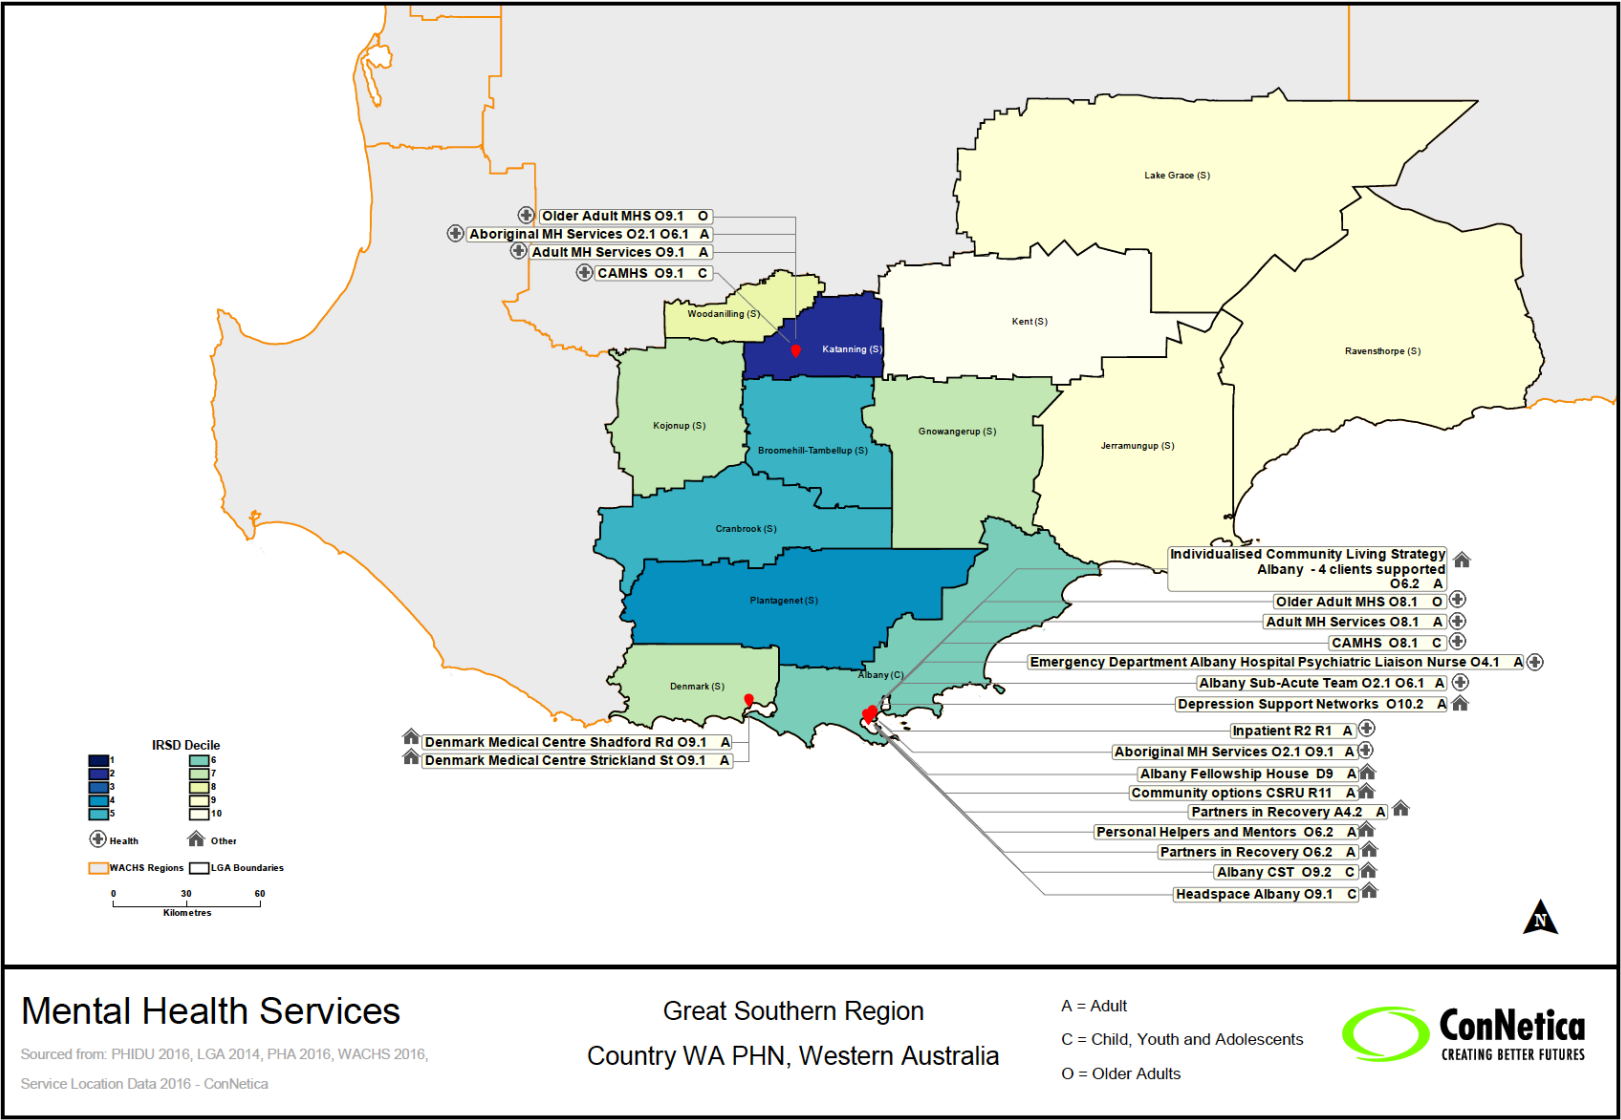 Lake Grace (S)
Older Adult MHS O9.1 O
Aboriginal MH Services O2.1 O6.1 A
Adult MH Services O9.1 A
CAMHS O9.1 C
Woodanilling (S)
Kent (S)
Katanning (S)
Ravensthorpe (S)
Kojonup (S)
Gnowangerup (S)
Broomehill-Tambellup (S)
Jerramungup (S)
Cranbrook (S)
Plantagenet (S)
Denmark (S)
Albany (C)
Individualised Community Living Strategy
Albany - 4 clients supported
O6.2 A
Older Adult MHS O8.1 O
Adult MH Services O8.1 A
CAMHS O8.1 C
Emergency Department Albany Hospital Psychiatric Liaison Nurse O4.1 A
Albany Sub-Acute Team O2.1 O6.1 A
Depression Support Networks O10.2 A
Inpatient R2 R1 A
Aboriginal MH Services O2.1 O9.1 A
Albany Fellowship House D9 A
Community options CSRU R11 A
Partners in Recovery A4.2 A
Personal Helpers and Mentors O6.2 A
Partners in Recovery O6.2 A
Albany CST O9.2 C
Headspace Albany O9.1 C
Denmark Medical Centre Shadford Rd O9.1 A
Denmark Medical Centre Strickland St O9.1 A
IRSD Decile
1 6
2 7
3 8
4 9
5 10
Health Other
WACHS Regions LGA Boundaries
0 30 60
Kilometres
N
Mental Health Services
Sourced from: PHIDU 2016, LGA 2014, PHA 2016, WACHS 2016,
Service Location Data 2016 - ConNetica
Great Southern Region
Country WA PHN, Western Australia
A = Adult
C = Child, Youth and Adolescents
O = Older Adults
ConNetica
CREATING BETTER FUTURES